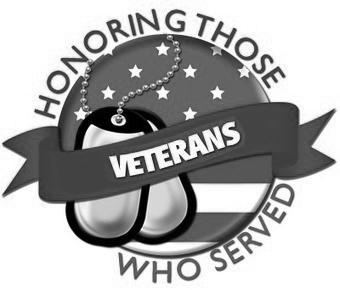 HONORING THOSE
VETERANS
WHO SERVED